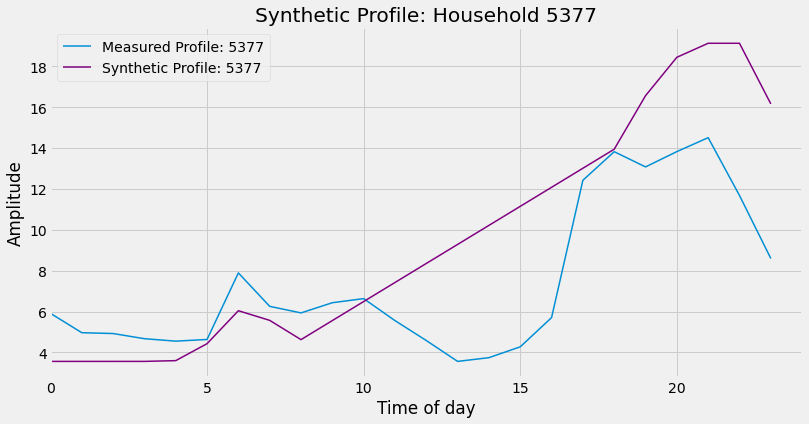 Synthetic Profile: Household 5377
Measured Profile: 5377
Synthetic Profile: 5377
Amplitude
18
16
14
12
10
8
6
4
0 5 10 15 20
Time of day